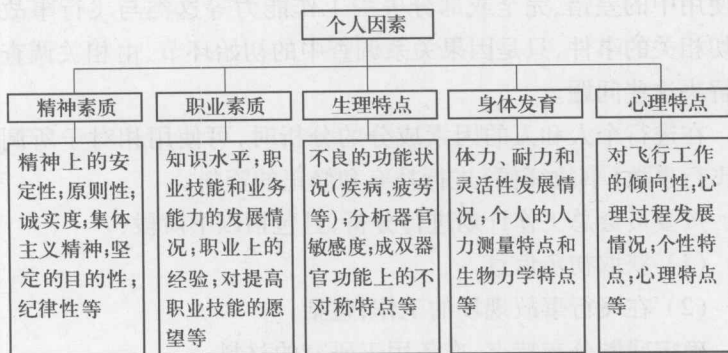 个人因素
精神素质
精神上的安
定性;原则性,
诚实度;集体
主义精神;坚
定的目的性;
纪律性等
职业素质
知识水平;职
业技能和业务
能力的发展情
况;职业上的
经验;对提高
职业技能的愿
望等
生理特点
不良的功能状
况(疾病,疲劳
等);分析器官
敏感度;成双器
官功能上的不
对称特点等
身体发育
体力、耐力和
灵活性发展情
况;个人的人
力测量特点和
生物力学特点
等
心理特点
对飞行工作
的倾向性;心
理过程发展
情况;个性特
点;心理特点
等